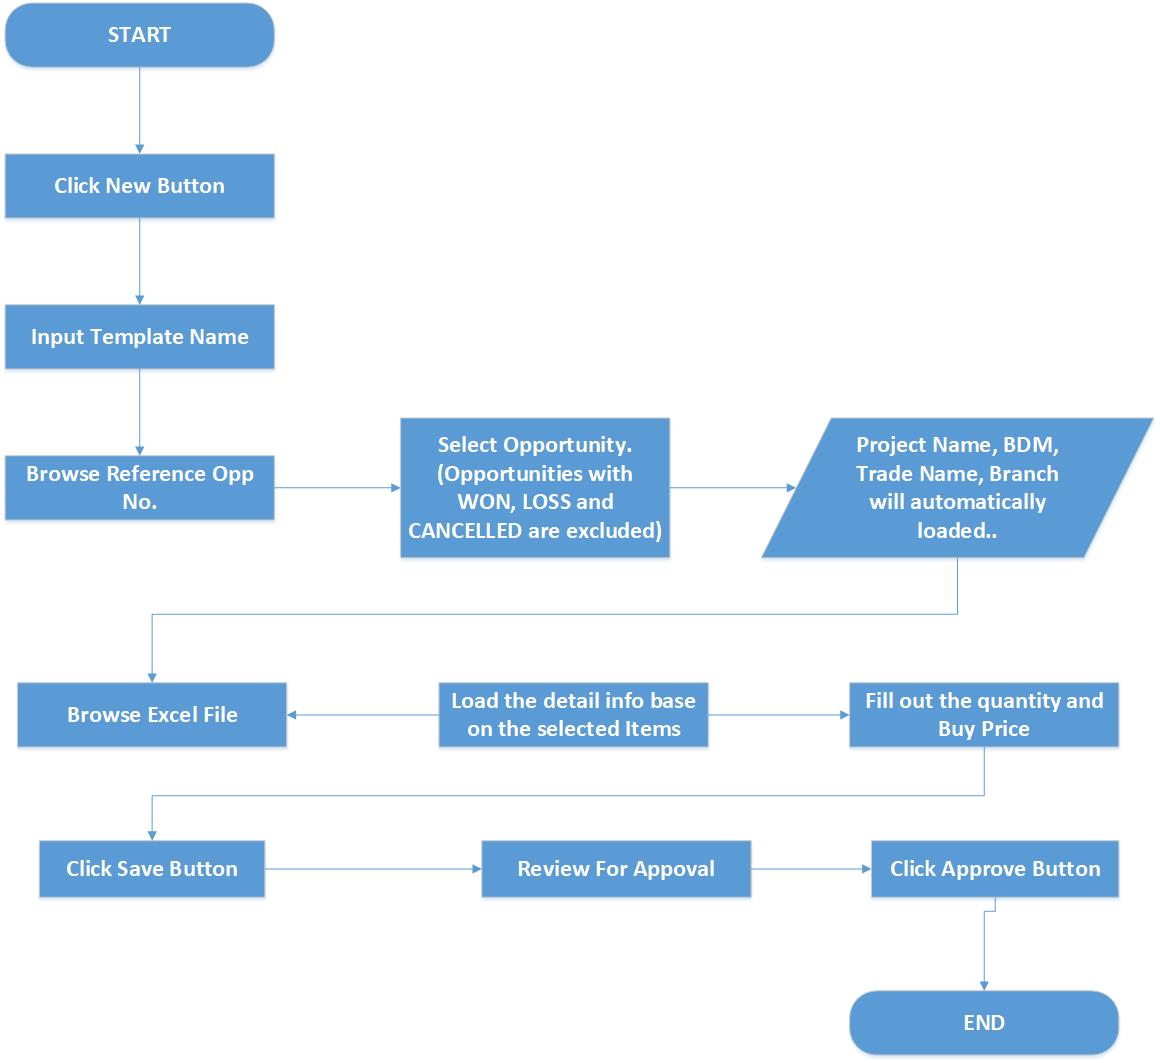 START
Click New Button
Input Template Name
Browse Reference Opp
No.
Select Opportunity.
(Opportunities with
WON, LOSS and
CANCELLED are excluded)
Project Name, BDM,
Trade Name, Branch
will automatically
loaded..
Browse Excel File
Load the detail info base
on the selected Items
Fill out the quantity and
Buy Price
Click Save Button
Review For Appoval
Click Approve Button
END